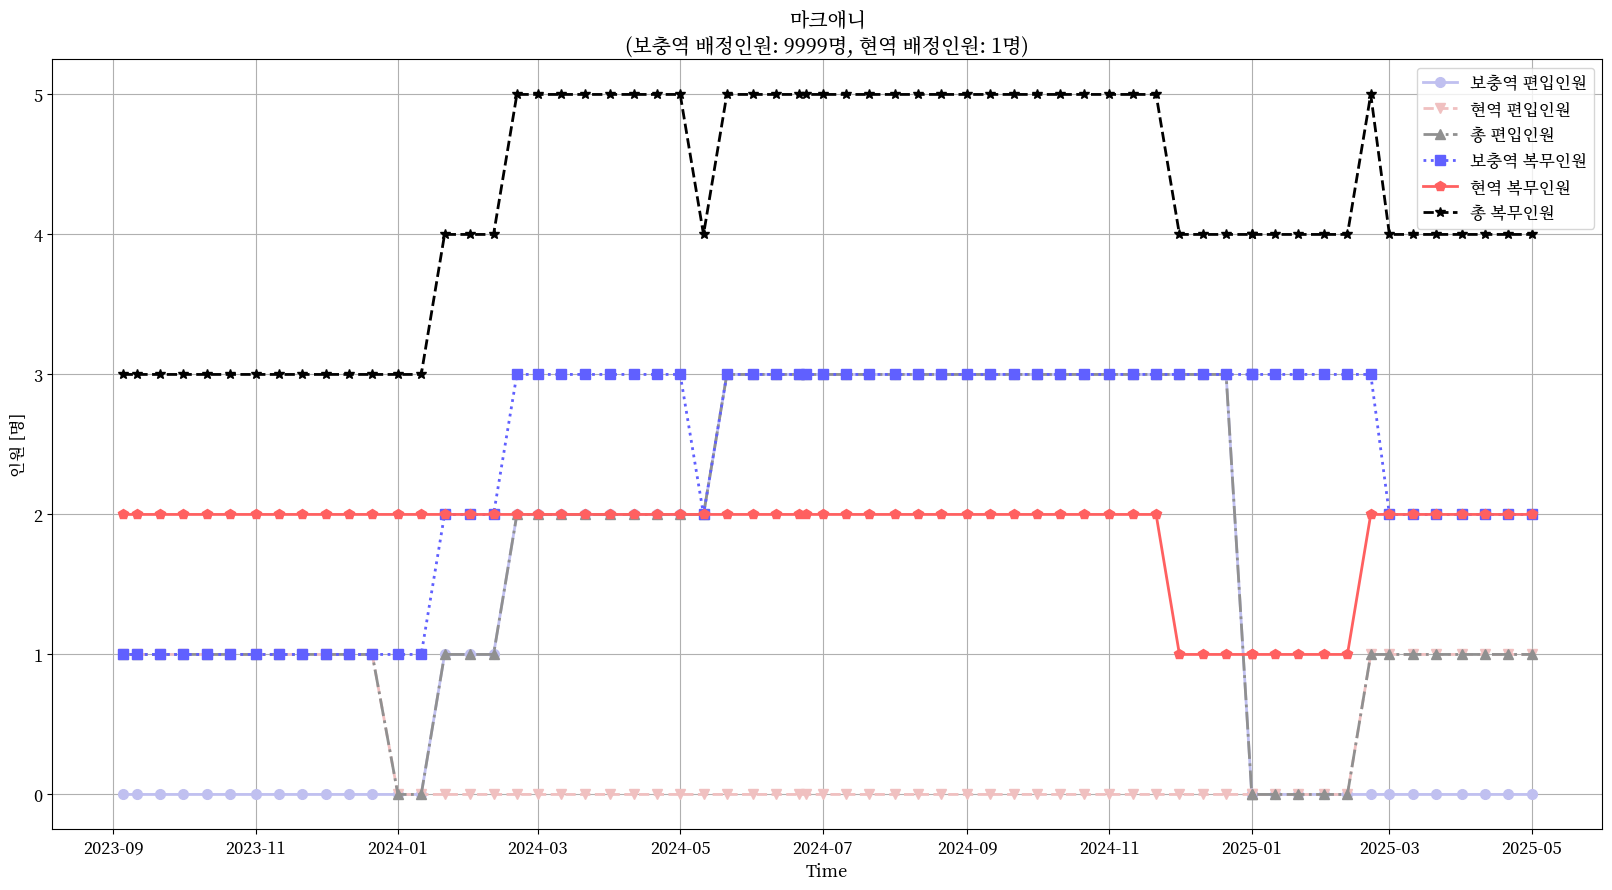 마크애니
(보충역 배정인원: 9999명, 현역 배정인원: 1명)
보충역 편입인원
현역 편입인원
총 편입인원
보충역 복무인원
현역 복무인원
총 복무인원
인원 [명]
5
4
3
2
1
0
2023-09 2023-11 2024-01 2024-03 2024-05 2024-07 2024-09 2024-11 2025-01 2025-03 2025-05
Time